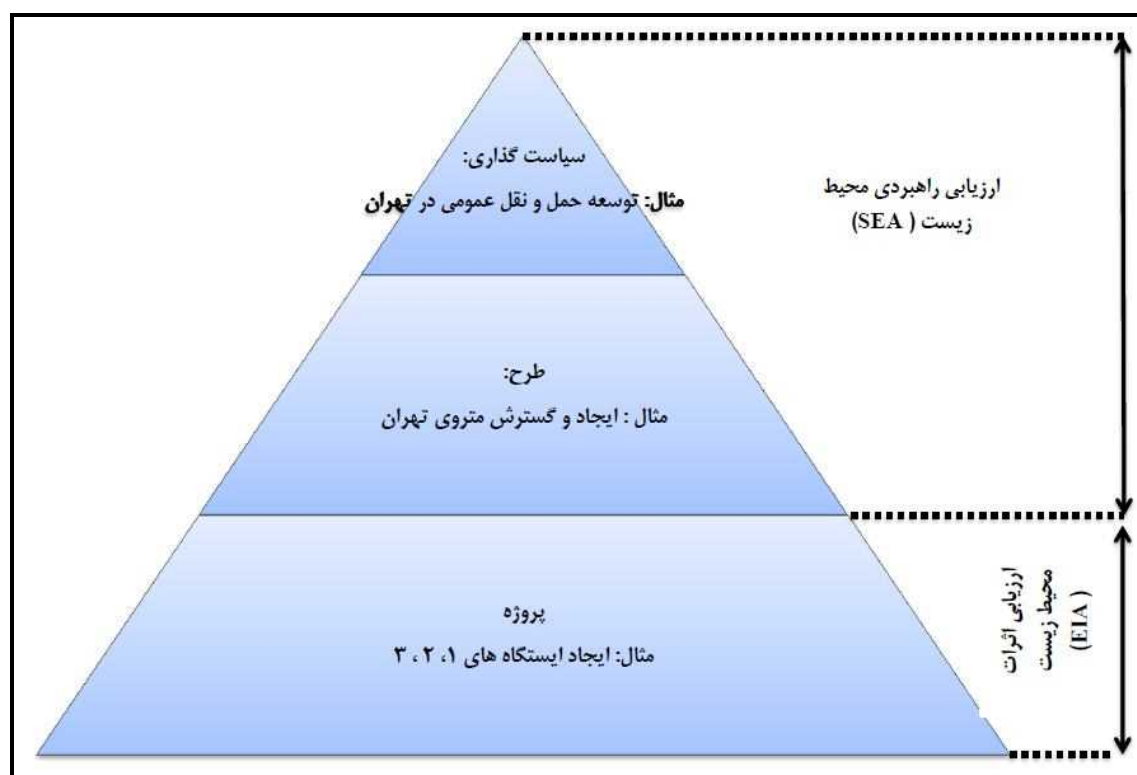 سیاست گذاری:
مثال: توسعه حمل و نقل عمومی در تهران
ارزیابی راهبردی محیط
زیست ( SEA)
طرح:
مثال : ایجاد و گسترش متروی تهران
پروژه
مثال: ایجاد ایستگاه های ۱، ۲ ، ۳
ارزیابی اثرات
محیط زیست
( EIA)